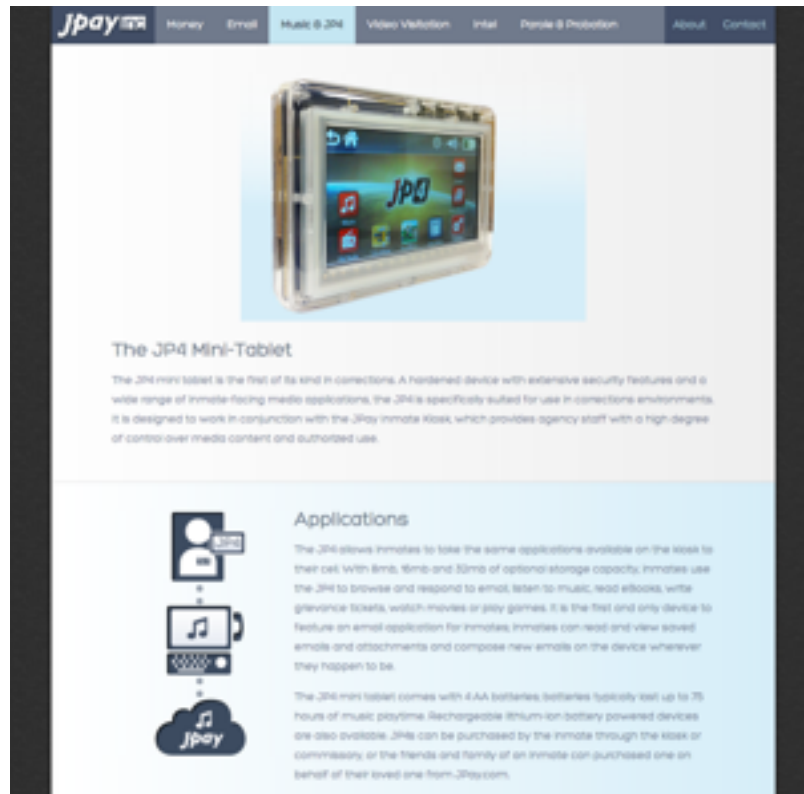 JPay
Money Email Music & JP4 Video Visitation Intel Parole & Probation About Contact
JP4
The JP4 Mini-Tablet
The JP4 mini tablet is the first of its kind in corrections. A hardened device with extensive security features and a
wide range of inmate-facing media applications, the JP4 is specifically suited for use in corrections environments.
It is designed to work in conjunction with the JPay Inmate Kiosk, which provides agency staff with a high degree
of control over media content and authorized use.
Applications
JP4
The JP4 allows inmates to take the same applications available on the kiosk to
their cell. With 8mb, 16mb and 32mb of optional storage capacity, inmates use
the JP4 to browse and respond to email, listen to music, read eBooks, write
grievance tickets, watch movies or play games. It is the first and only device to
feature an email application for inmates; inmates can read and view saved
emails and attachments and compose new emails on the device wherever
they happen to be.
The JP4 mini tablet comes with 4 AA batteries; batteries typically last up to 75
hours of music playtime. Rechargeable lithium-ion battery powered devices
are also available. JP4s can be purchased by the inmate through the kiosk or
commissary, or the friends and family of an inmate can purchased one on
behalf of their loved one from JPay.com.
JPay